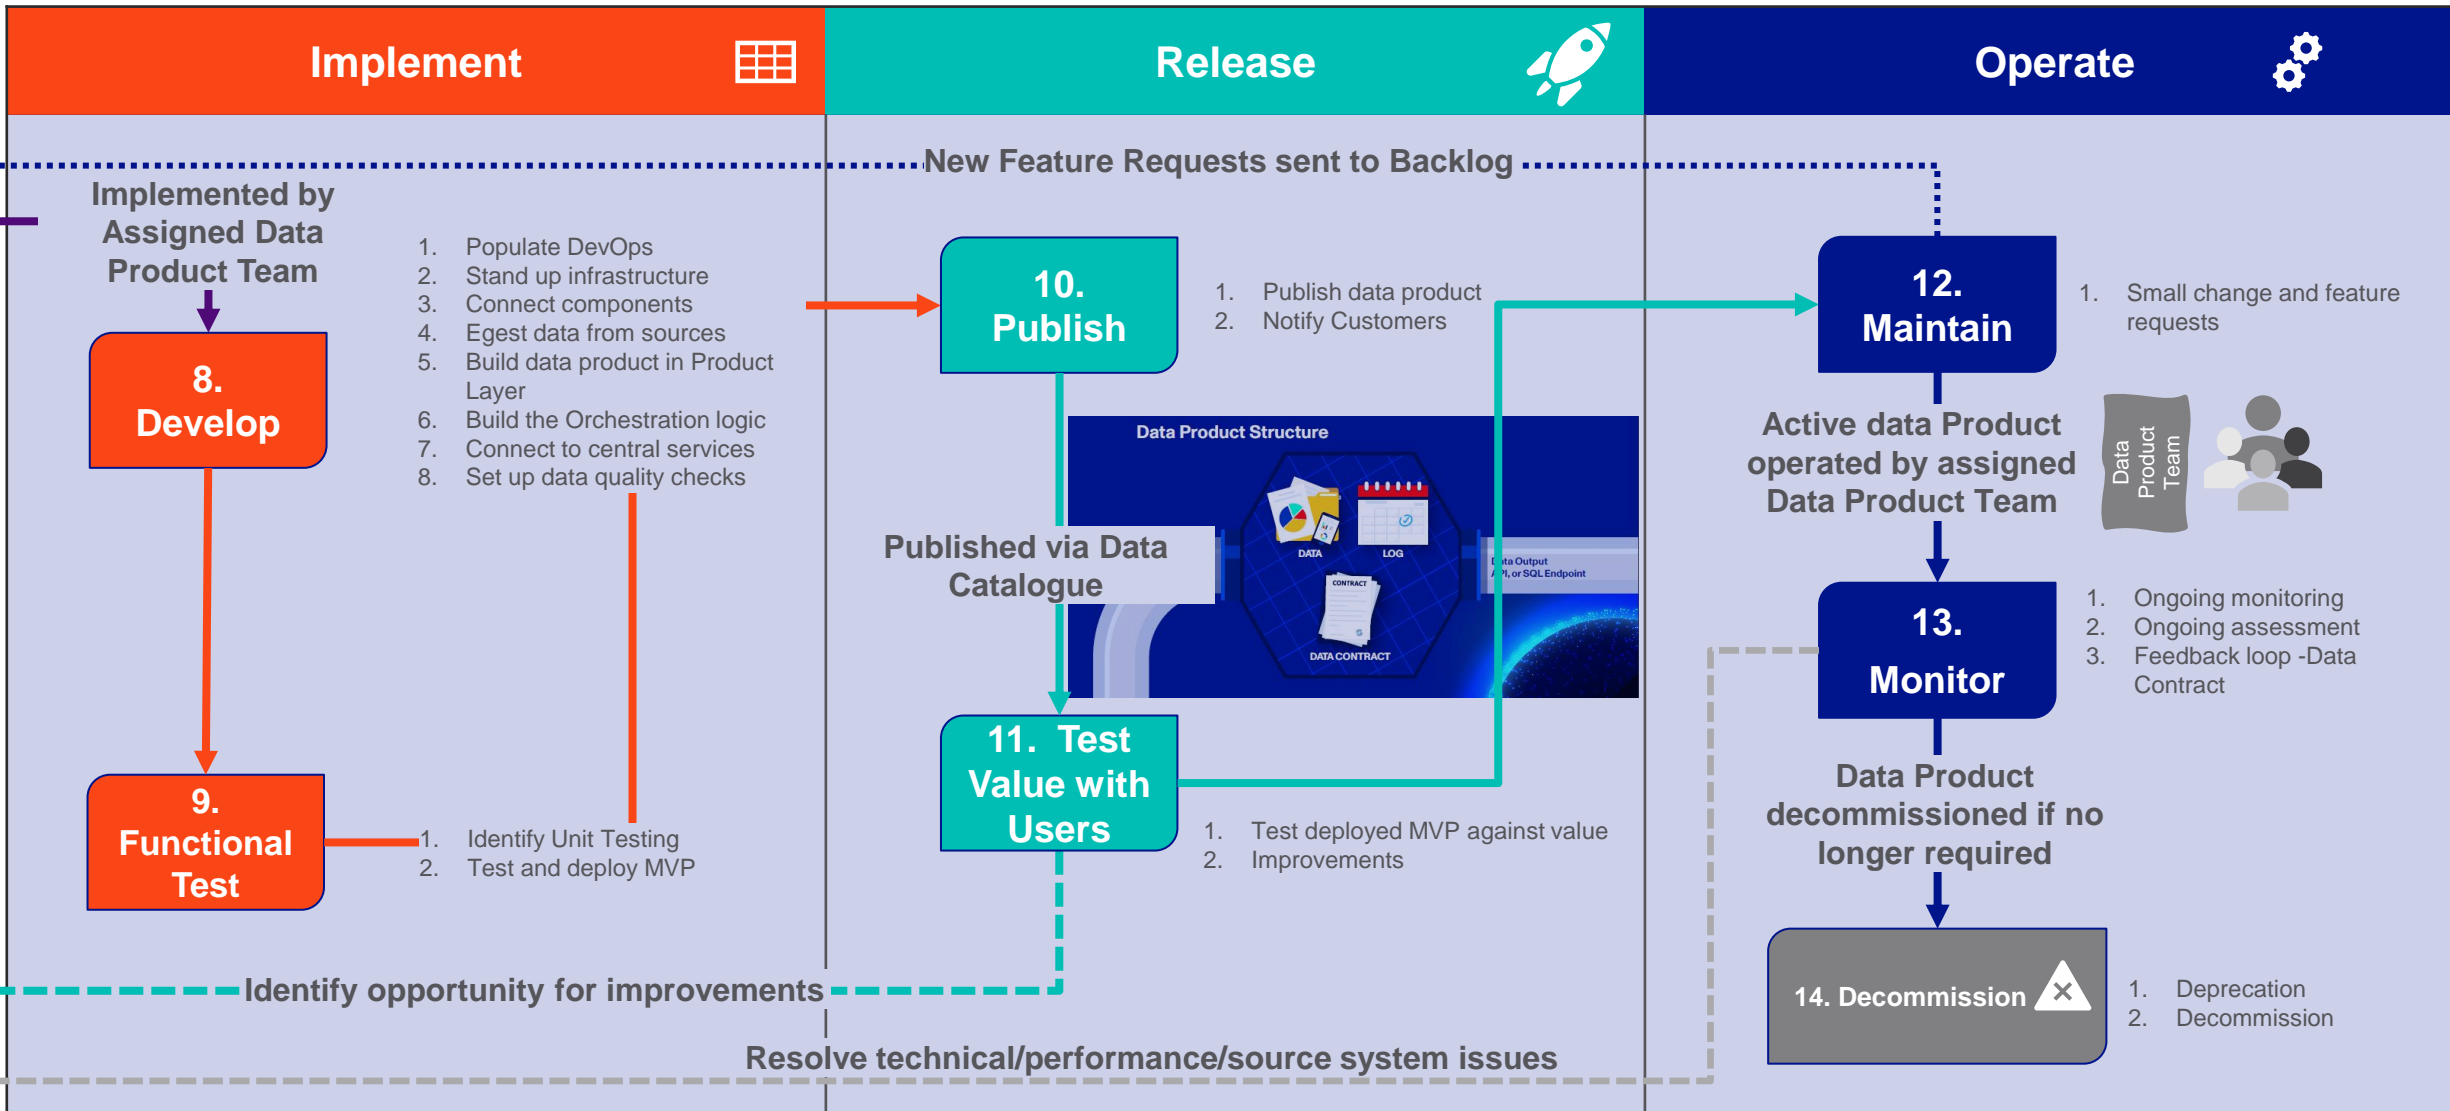 Implement
Release
Operate
New Feature Requests sent to Backlog
Implemented by
Assigned Data
Product Team
1. Populate DevOps
2. Stand up infrastructure
3. Connect components
4. Egest data from sources
5. Build data product in Product
Layer
6. Build the Orchestration logic
7. Connect to central services
8. Set up data quality checks
8.
Develop
9.
Functional
Test
1. Identify Unit Testing
2. Test and deploy MVP
10.
Publish
1. Publish data product
2. Notify Customers
Data Product Structure
DATA
LOG
CONTRACT
DATA CONTRACT
Data Output
API, or SQL Endpoint
Published via Data
Catalogue
11. Test
Value with
Users
1. Test deployed MVP against value
2. Improvements
12.
Maintain
1. Small change and feature
requests
Active data Product
operated by assigned
Data Product Team
Data
Product
Team
13.
Monitor
1. Ongoing monitoring
2. Ongoing assessment
3. Feedback loop -Data
Contract
Data Product
decommissioned if no
longer required
14. Decommission
1. Deprecation
2. Decommission
Identify opportunity for improvements
Resolve technical/performance/source system issues